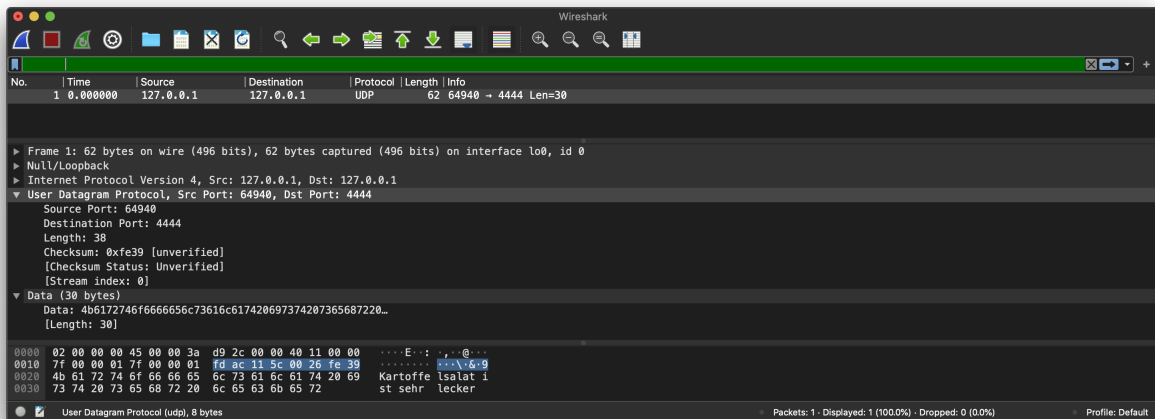 Wireshark
No. Time Source Destination Protocol Length Info
1 0.000000 127.0.0.1 127.0.0.1 UDP 62 64940 → 4444 Len=30
Frame 1: 62 bytes on wire (496 bits), 62 bytes captured (496 bits) on interface lo0, id 0
Null/Loopback
Internet Protocol Version 4, Src: 127.0.0.1, Dst: 127.0.0.1
User Datagram Protocol, Src Port: 64940, Dst Port: 4444
Source Port: 64940
Destination Port: 4444
Length: 38
Checksum: 0xfe39 [unverified]
[Checksum Status: Unverified]
[Stream index: 0]
Data (30 bytes)
Data: 4b6172746f6666656c73616c6174206973742073656872​20…
[Length: 30]
0000 02 00 00 00 45 00 00 3a d9 2c 00 00 40 11 00 00 ····E··: ·,··@···
0010 7f 00 00 01 7f 00 00 01 fd ac 11 5c 00 26 fe 39 ········ ···\·&·9
0020 4b 61 72 74 6f 66 66 65 6c 73 61 6c 61 74 20 69 Kartoffe lsalat i
0030 73 74 20 73 65 68 72 20 6c 65 63 6b 65 72 st sehr lecker
User Datagram Protocol (udp), 8 bytes Packets: 1 · Displayed: 1 (100.0%) · Dropped: 0 (0.0%) Profile: Default